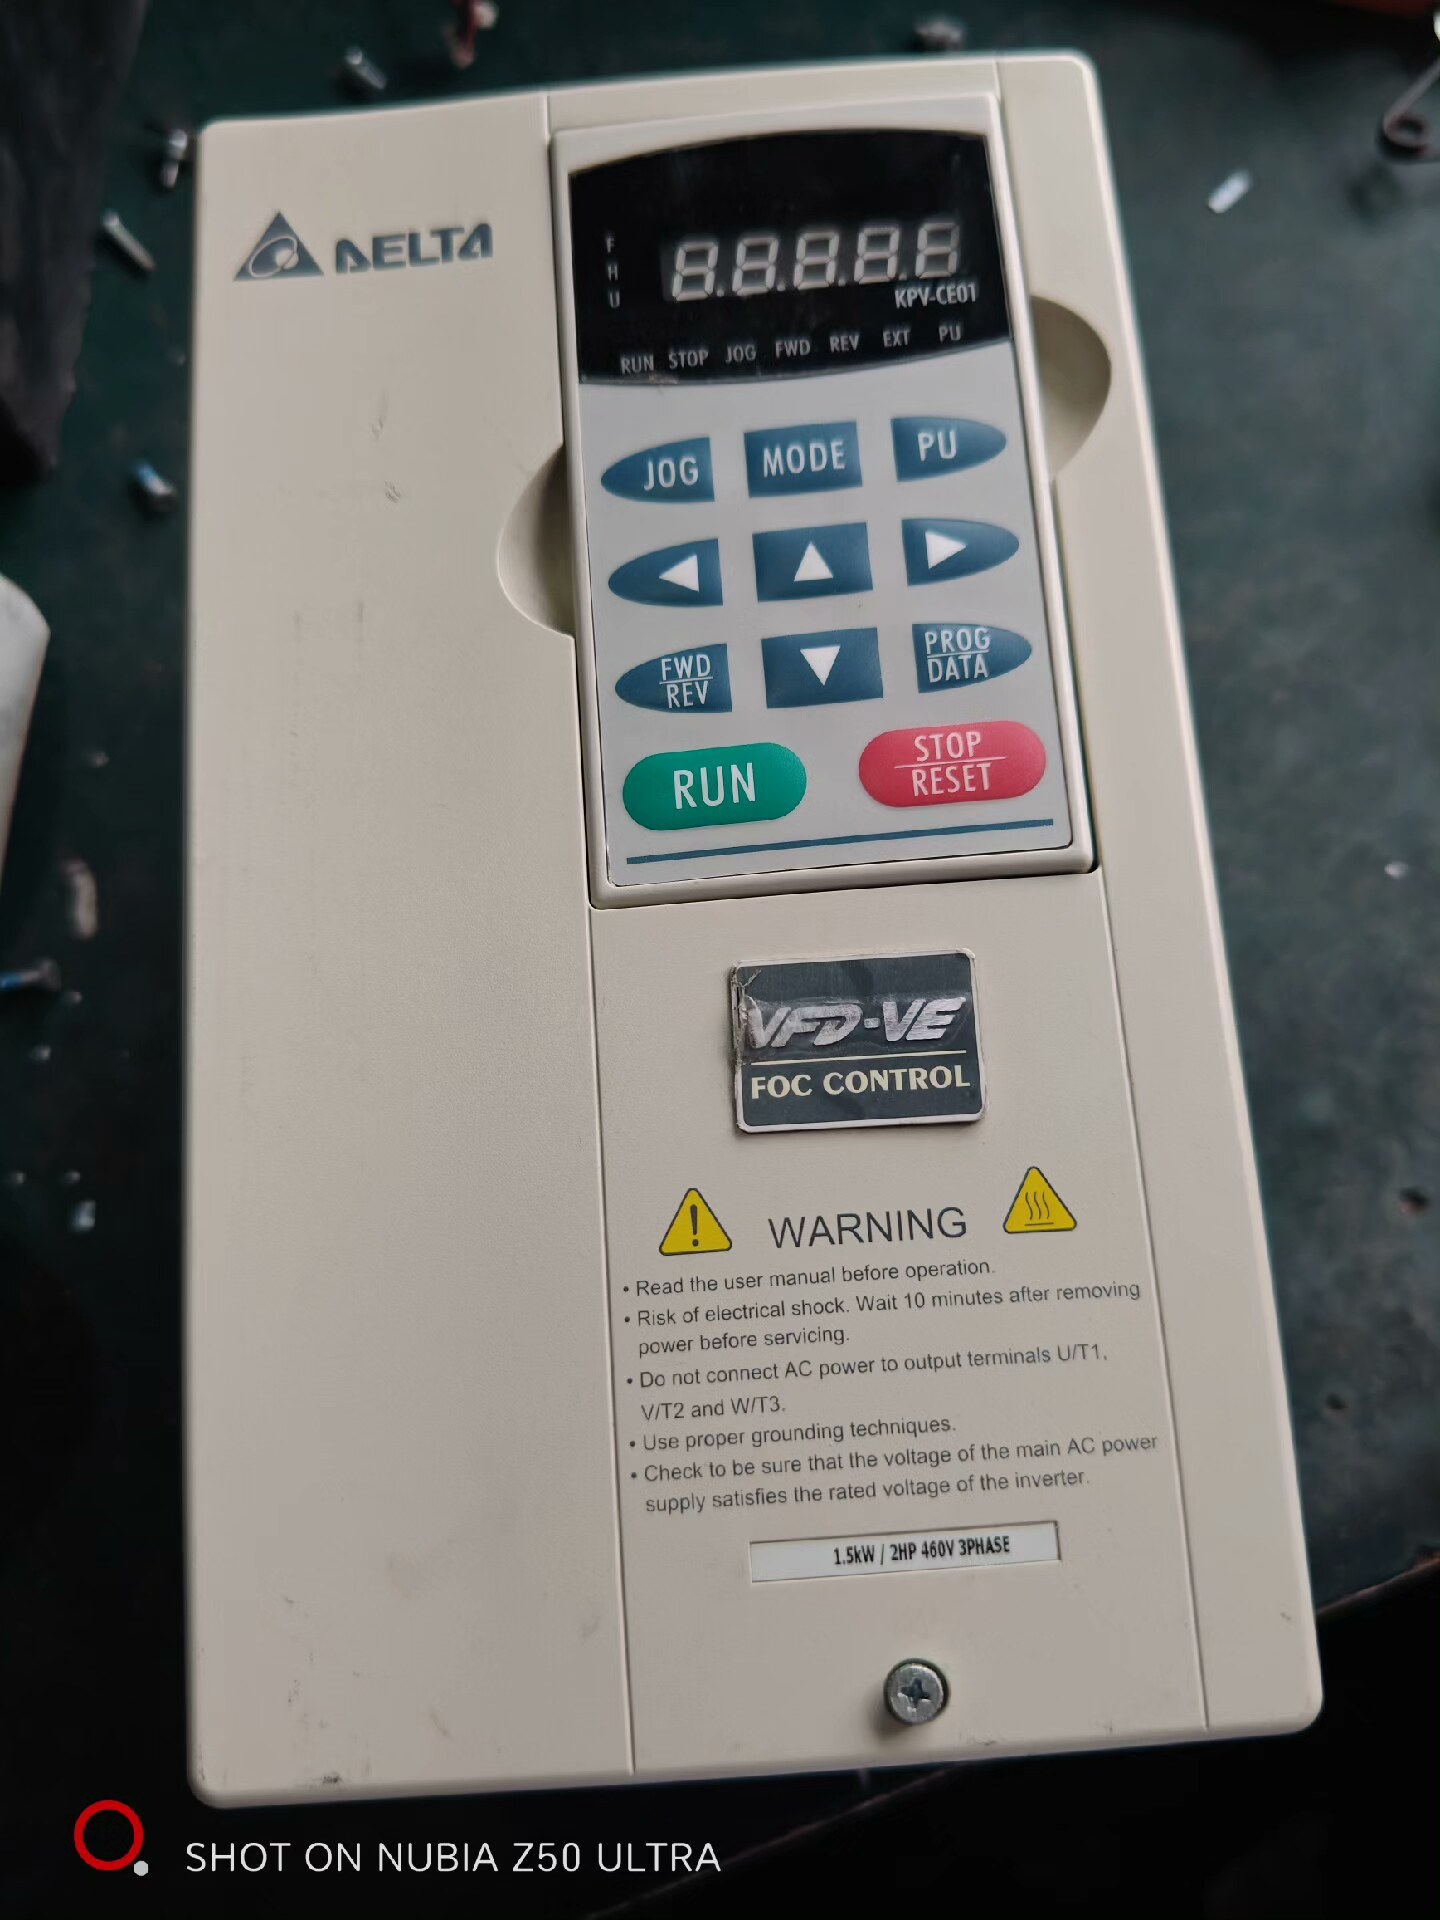 DELTA
F
H
U
8.8.8.8.8
KPV-CE01
RUN STOP JOG FWD REV EXT PU
JOG MODE PU
FWD
REV
PROG
DATA
RUN
STOP
RESET
VFD-VE
FOC CONTROL
WARNING
• Read the user manual before operation.
• Risk of electrical shock. Wait 10 minutes after removing
power before servicing.
• Do not connect AC power to output terminals U/T1,
V/T2 and W/T3.
• Use proper grounding techniques.
• Check to be sure that the voltage of the main AC power
supply satisfies the rated voltage of the inverter.
1.5kW / 2HP 460V 3PHASE
SHOT ON NUBIA Z50 ULTRA